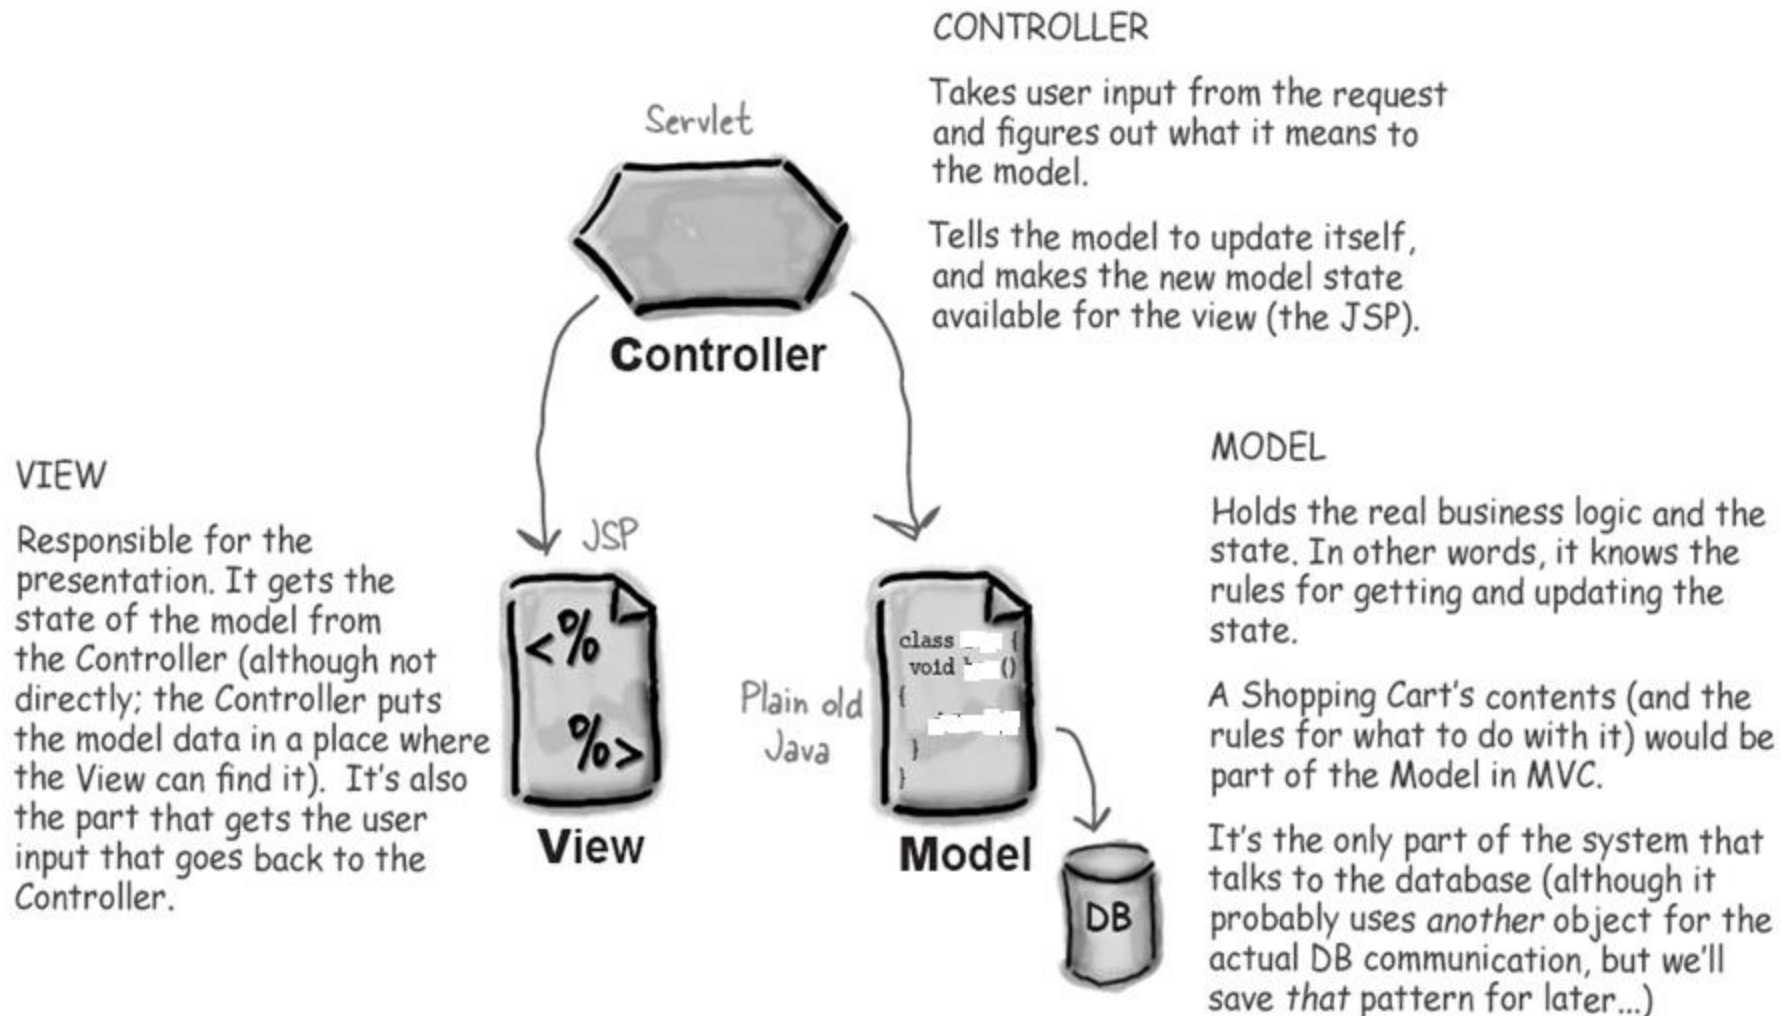 CONTROLLER
Takes user input from the request
and figures out what it means to
the model.
Tells the model to update itself,
and makes the new model state
available for the view (the JSP).
Servlet
Controller
VIEW
Responsible for the
presentation. It gets the
state of the model from
the Controller (although not
directly; the Controller puts
the model data in a place where
the View can find it).  It's also
the part that gets the user
input that goes back to the
Controller.
JSP
<%
%>
View
Plain old
Java
class {
void ()
{
}
}
Model
DB
MODEL
Holds the real business logic and the
state. In other words, it knows the
rules for getting and updating the
state.
A Shopping Cart's contents (and the
rules for what to do with it) would be
part of the Model in MVC.
It's the only part of the system that
talks to the database (although it
probably uses another object for the
actual DB communication, but we'll
save that pattern for later...)